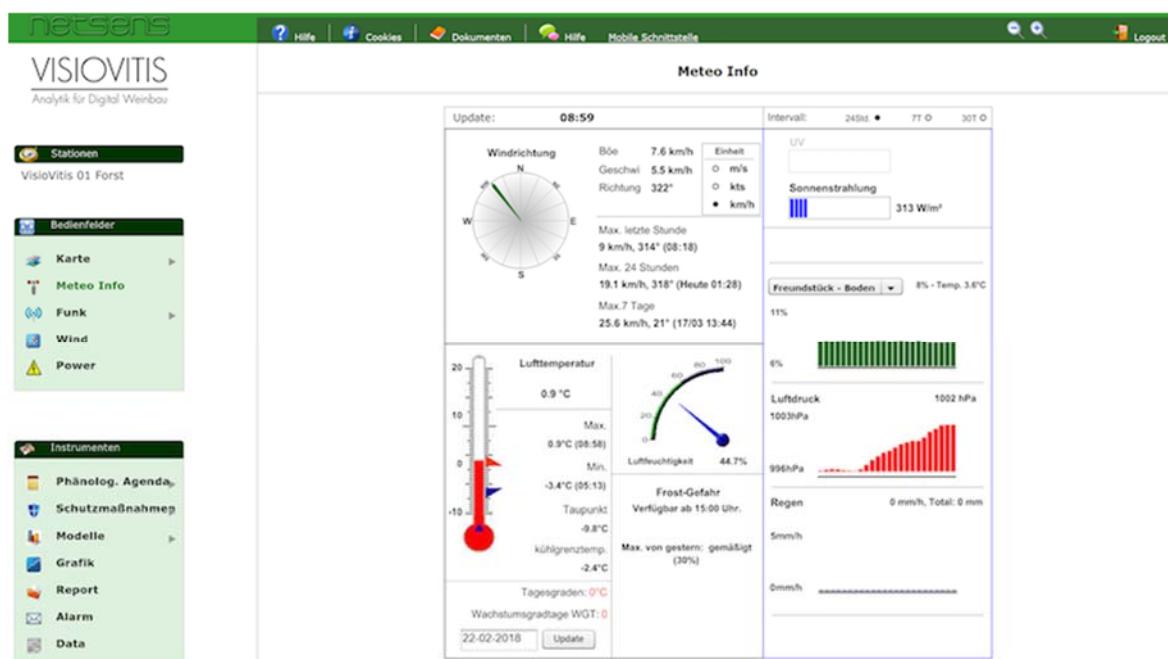 netsens
Hilfe
Cookies
Dokumenten
Hilfe
Mobile Schnittstelle
Logout
VISIOVITIS
Analytik für Digital Weinbau
Stationen
VisioVitis 01 Forst
Bedienfelder
Karte
Meteo Info
Funk
Wind
Power
Instrumenten
Phänolog. Agenda
Schutzmaßnahmen
Modelle
Grafik
Report
Alarm
Data
Meteo Info
Update: 08:59
Intervall: 24Std. 7T 30T
Windrichtung
N
W
E
S
Böe 7.6 km/h
Geschwi 5.5 km/h
Richtung 322°
Einheit
m/s
kts
km/h
Max. letzte Stunde
9 km/h, 314° (08:18)
Max. 24 Stunden
19.1 km/h, 318° (Heute 01:28)
Max.7 Tage
25.6 km/h, 21° (17/03 13:44)
UV
Sonnenstrahlung
313 W/m²
Freundstück - Boden
8% - Temp. 3.6°C
11%
6%
Luftdruck 1002 hPa
1003hPa
996hPa
Regen 0 mm/h, Total: 0 mm
5mm/h
0mm/h
20
10
0
-10
Lufttemperatur
0.9 °C
Max.
0.9°C (08:58)
Min.
-3.4°C (05:13)
Taupunkt
-9.8°C
kühlgrenztemp.
-2.4°C
0
20
40
60
80
100
Luftfeuchtigkeit 44.7%
Frost-Gefahr
Verfügbar ab 15:00 Uhr.
Max. von gestern: gemäßigt
(30%)
Tagesgraden: 0°C
Wachstumsgradtage WGT: 0
22-02-2018
Update